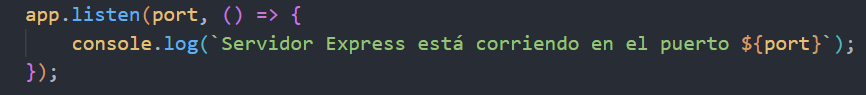 app.listen(port, () => {
    console.log(`Servidor Express está corriendo en el puerto ${port}`);
});